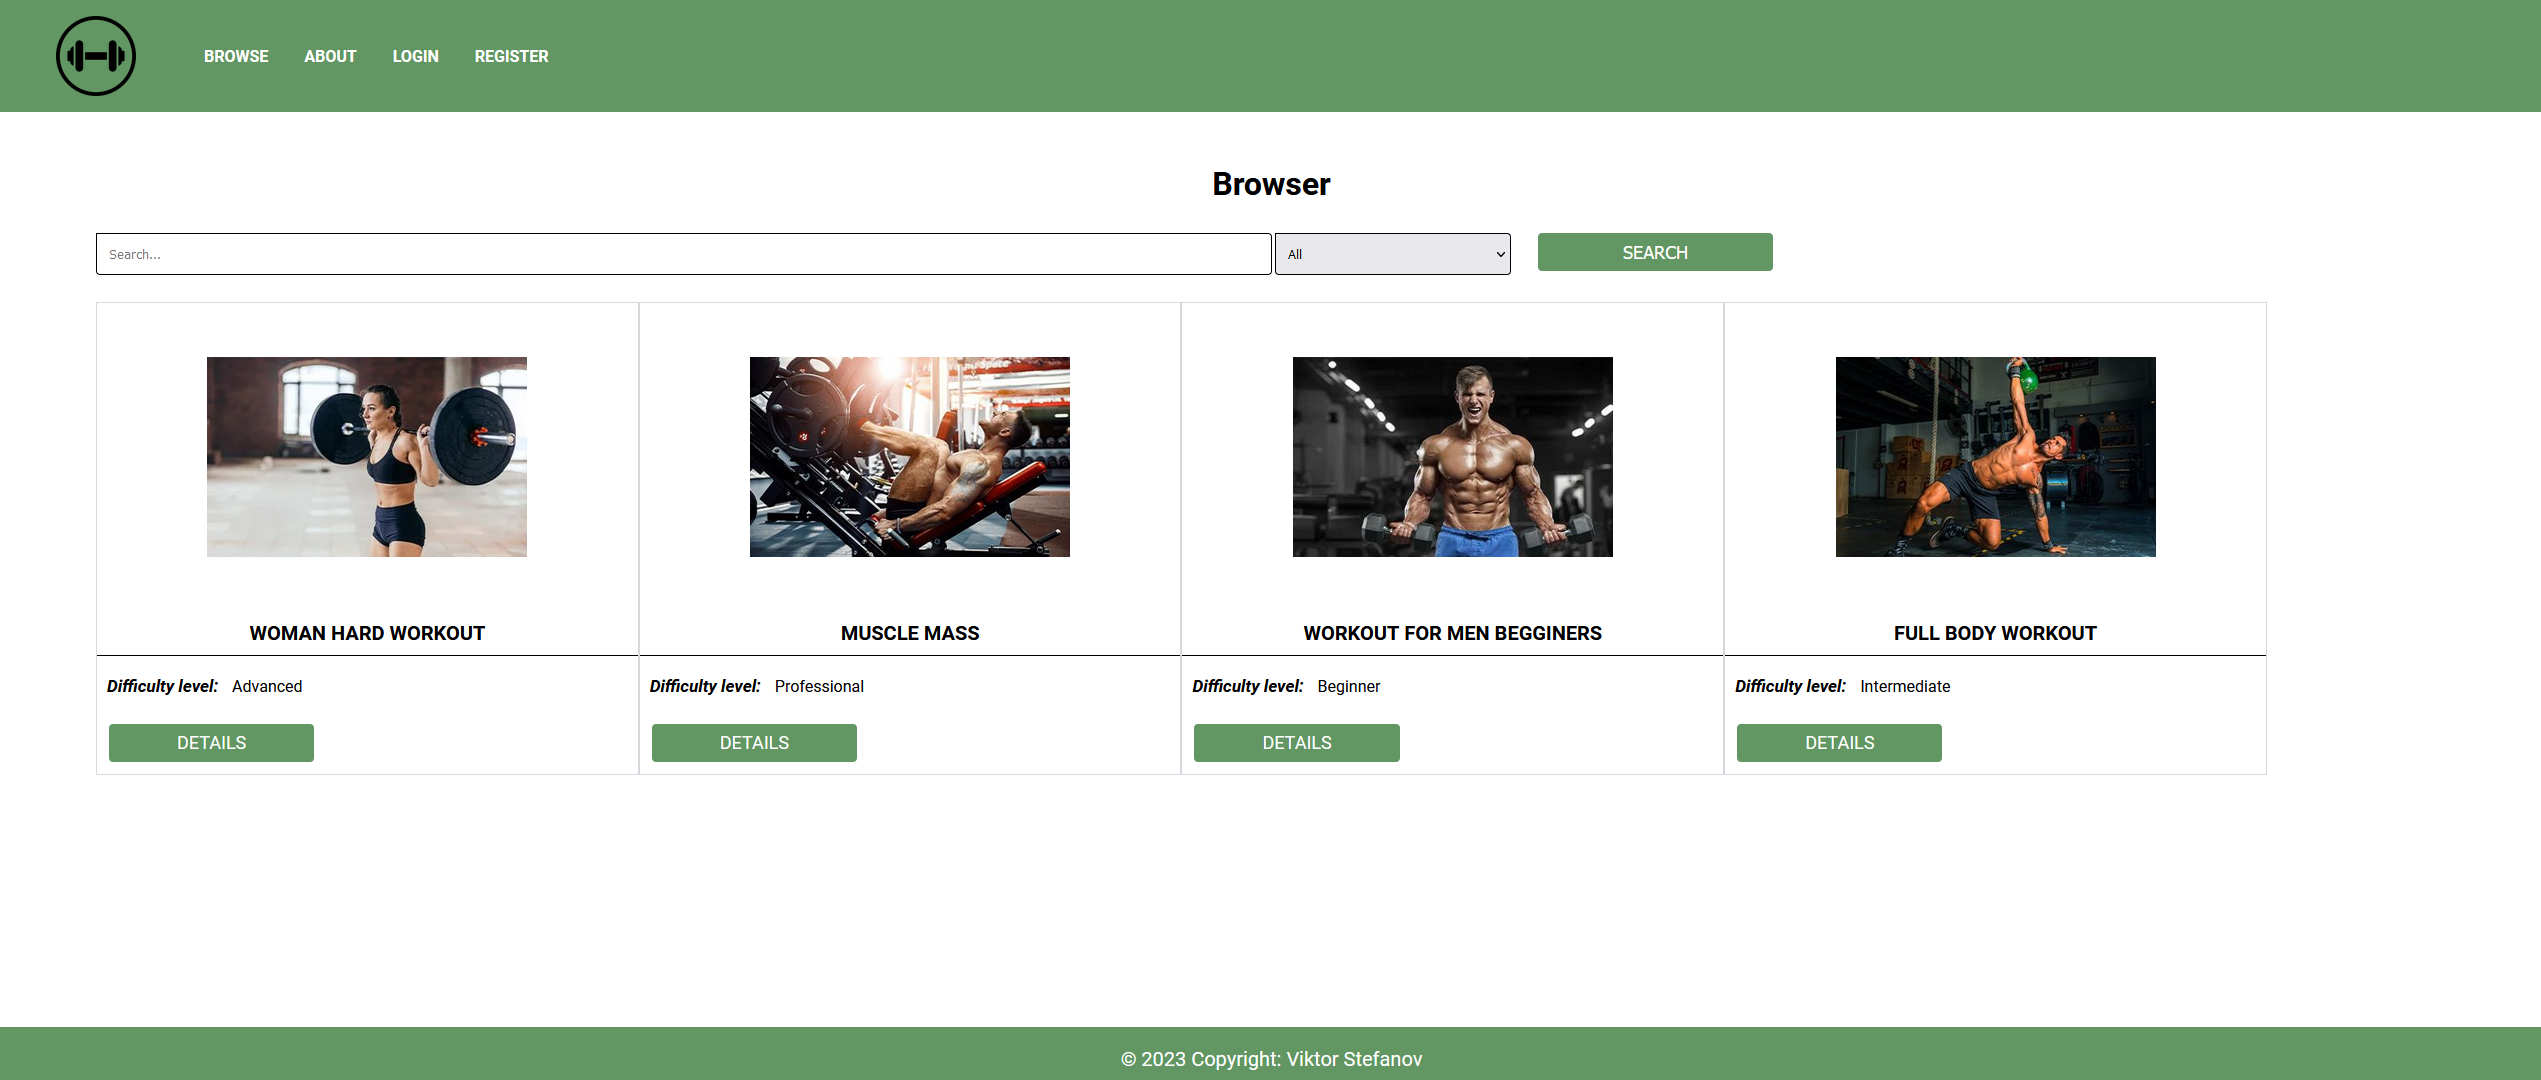 BROWSE ABOUT LOGIN REGISTER
Browser
Search... All SEARCH
WOMAN HARD WORKOUT
Difficulty level: Advanced
DETAILS
MUSCLE MASS
Difficulty level: Professional
DETAILS
WORKOUT FOR MEN BEGGINERS
Difficulty level: Beginner
DETAILS
FULL BODY WORKOUT
Difficulty level: Intermediate
DETAILS
© 2023 Copyright: Viktor Stefanov